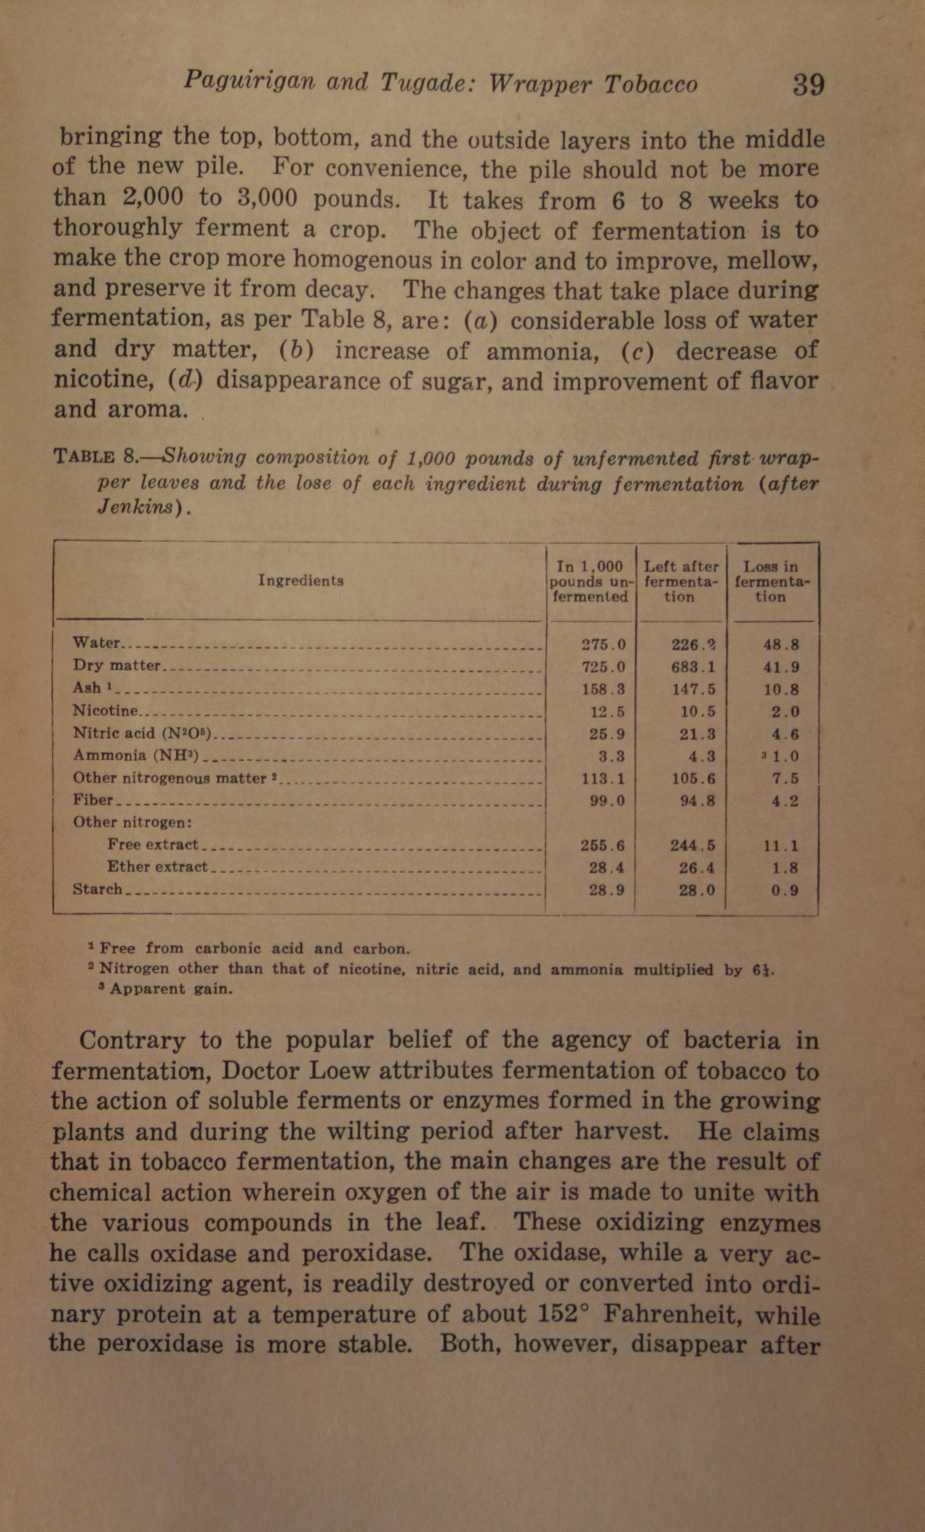 Paguirigan and Tugade: Wrapper Tobacco 39
bringing the top, bottom, and the outside layers into the middle
of the new pile. For convenience, the pile should not be more
than 2,000 to 3,000 pounds. It takes from 6 to 8 weeks to
thoroughly ferment a crop. The object of fermentation is to
make the crop more homogenous in color and to improve, mellow,
and preserve it from decay. The changes that take place during
fermentation, as per Table 8, are: (a) considerable loss of water
and dry matter, (b) increase of ammonia, (c) decrease of
nicotine, (d) disappearance of sugar, and improvement of flavor
and aroma.
TABLE 8.—Showing composition of 1,000 pounds of unfermented first wrap-
per leaves and the lose of each ingredient during fermentation (after
Jenkins).
Ingredients | In 1,000 pounds un-fermented | Left after fermenta-tion | Loss in fermenta-tion
Water 275.0 226.2 48.8
Dry matter 725.0 683.1 41.9
Ash ¹ 158.3 147.5 10.8
Nicotine 12.5 10.5 2.0
Nitric acid (N²O⁵) 25.9 21.3 4.6
Ammonia (NH³) 3.3 4.3 ³ 1.0
Other nitrogenous matter ² 113.1 105.6 7.5
Fiber 99.0 94.8 4.2
Other nitrogen:
Free extract 255.6 244.5 11.1
Ether extract 28.4 26.4 1.8
Starch 28.9 28.0 0.9
¹ Free from carbonic acid and carbon.
² Nitrogen other than that of nicotine, nitric acid, and ammonia multiplied by 6¼.
³ Apparent gain.
Contrary to the popular belief of the agency of bacteria in
fermentation, Doctor Loew attributes fermentation of tobacco to
the action of soluble ferments or enzymes formed in the growing
plants and during the wilting period after harvest. He claims
that in tobacco fermentation, the main changes are the result of
chemical action wherein oxygen of the air is made to unite with
the various compounds in the leaf. These oxidizing enzymes
he calls oxidase and peroxidase. The oxidase, while a very ac-
tive oxidizing agent, is readily destroyed or converted into ordi-
nary protein at a temperature of about 152° Fahrenheit, while
the peroxidase is more stable. Both, however, disappear after